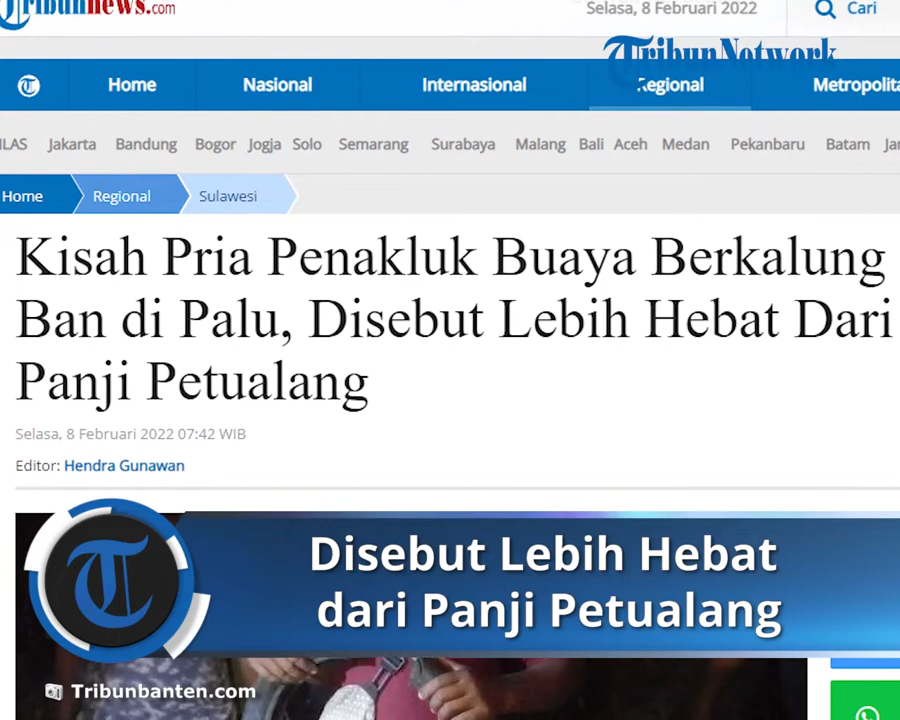 Tribunnews.com
Selasa, 8 Februari 2022
Cari
TribunNetwork
Home Nasional Internasional Regional
Jakarta Bandung Bogor Jogja Solo Semarang Surabaya Malang Bali Aceh Medan Pekanbaru Batam
Home Regional Sulawesi
Kisah Pria Penakluk Buaya Berkalung
Ban di Palu, Disebut Lebih Hebat Dari
Panji Petualang
Selasa, 8 Februari 2022 07:42 WIB
Editor: Hendra Gunawan
Disebut Lebih Hebat
dari Panji Petualang
Tribunbanten.com